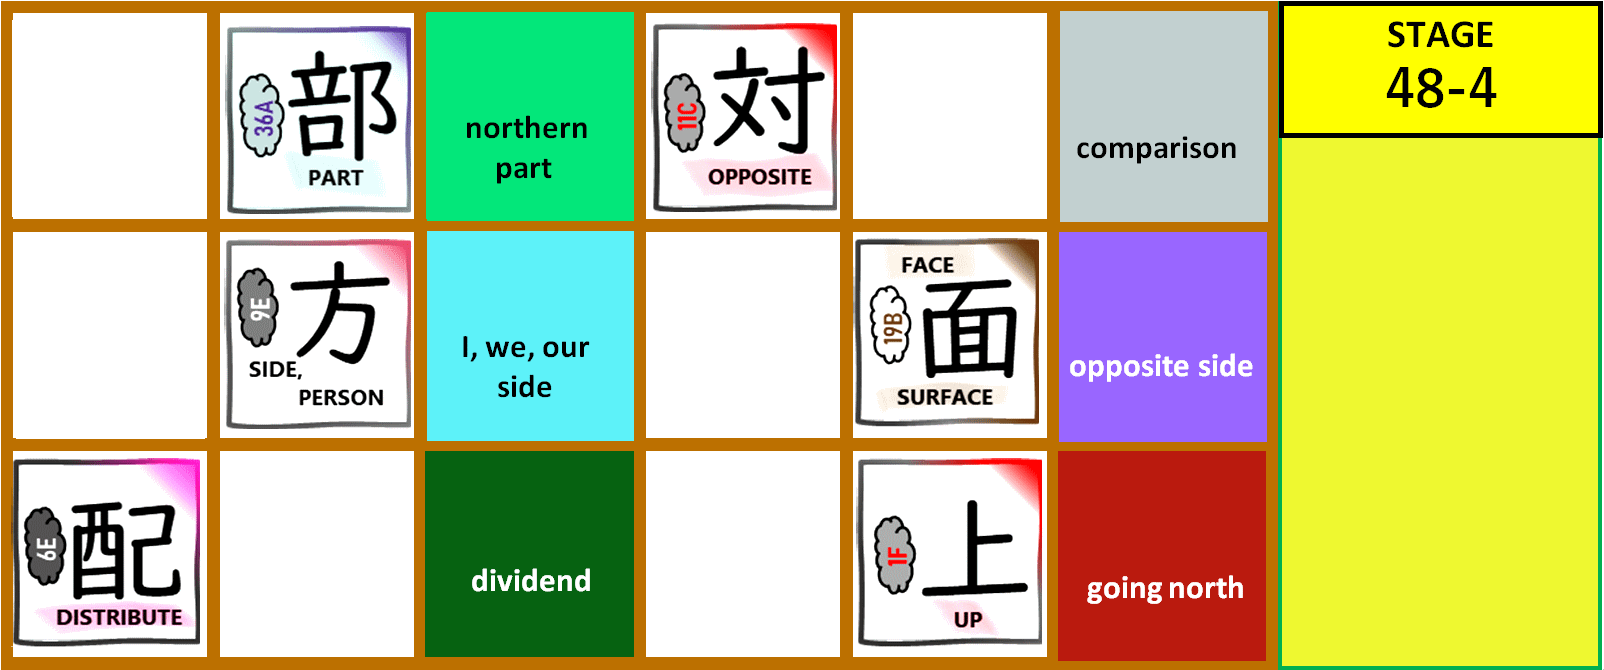 36A
部
PART
northern
part
11C
対
OPPOSITE
comparison
STAGE
48-4
9E
方
SIDE,
PERSON
I, we, our
side
FACE
19B
面
SURFACE
opposite side
6E
配
DISTRIBUTE
dividend
1F
上
UP
going north